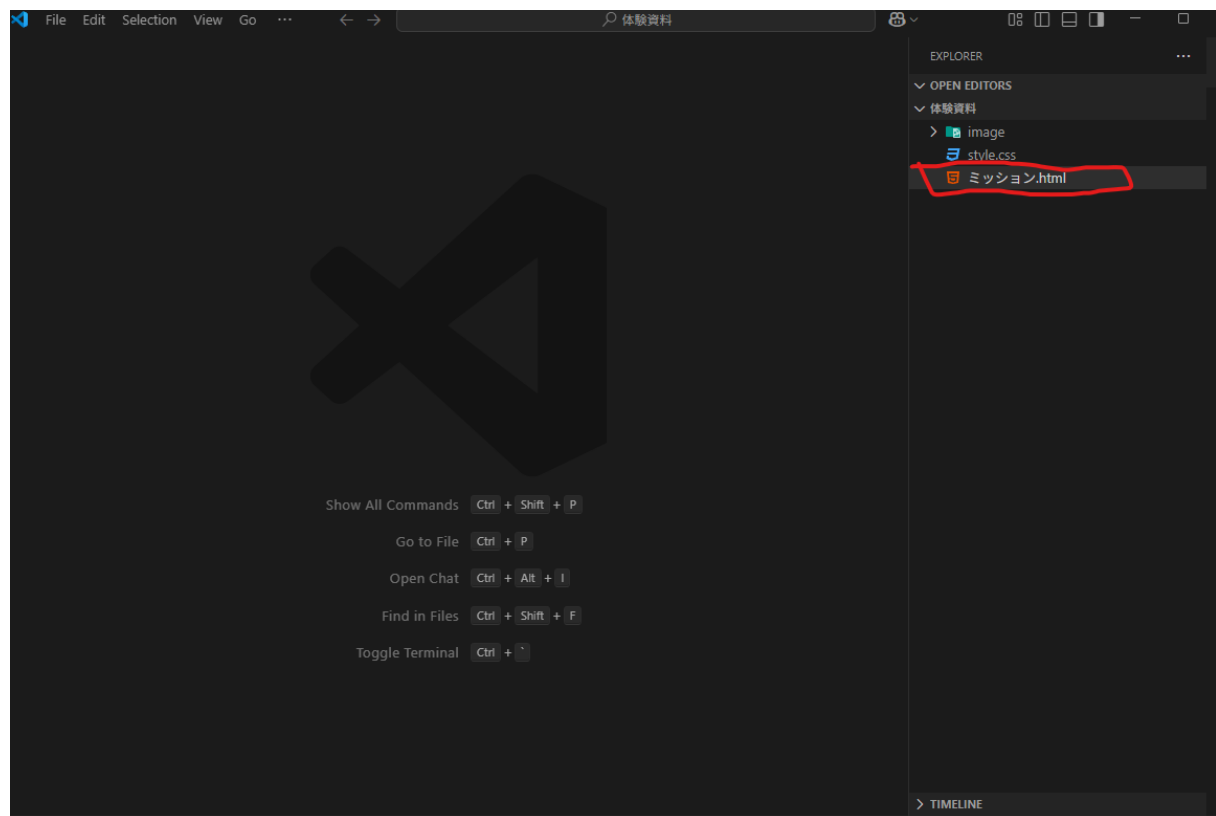 File Edit Selection View Go ··· 体験資料
EXPLORER ···
OPEN EDITORS
体験資料
image
style.css
ミッション.html
Show All Commands Ctrl + Shift + P
Go to File Ctrl + P
Open Chat Ctrl + Alt + I
Find in Files Ctrl + Shift + F
Toggle Terminal Ctrl + `
TIMELINE